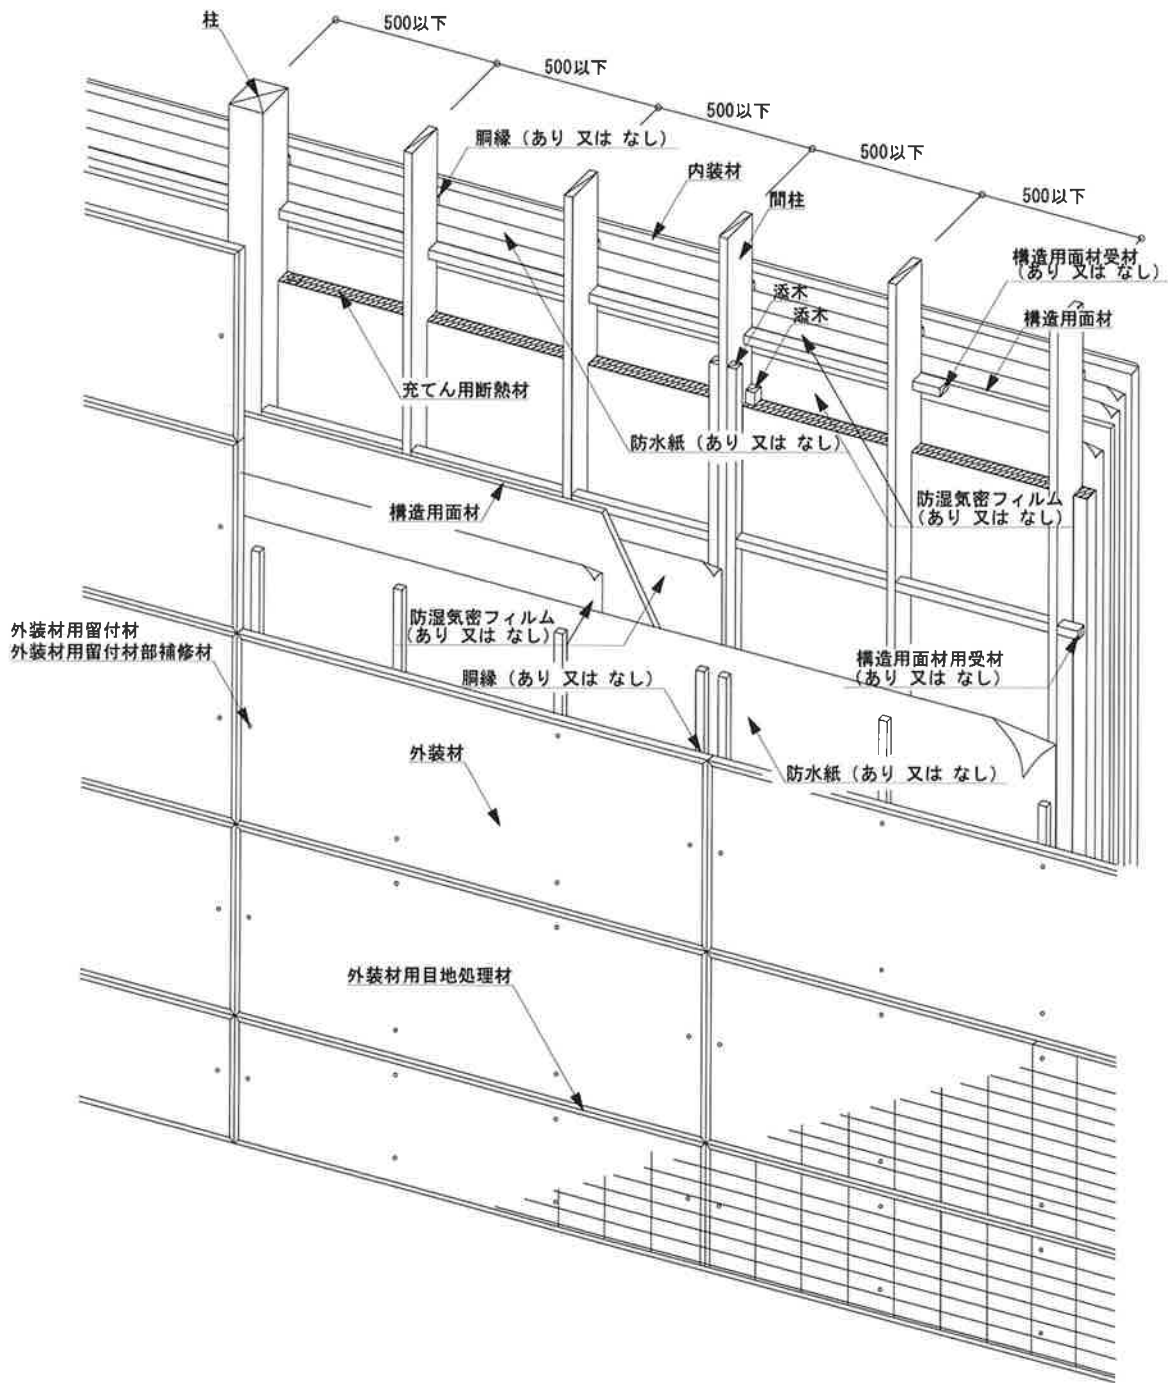 柱
500以下
500以下
500以下
500以下
500以下
胴縁（あり 又は なし）
内装材
間柱
構造用面材受材
（あり 又は なし）
構造用面材
添木
添木
充てん用断熱材
防水紙（あり 又は なし）
防湿気密フィルム
（あり 又は なし）
構造用面材
防湿気密フィルム
（あり 又は なし）
外装材用留付材
外装材用留付材部補修材
構造用面材用受材
（あり 又は なし）
胴縁（あり 又は なし）
外装材
防水紙（あり 又は なし）
外装材用目地処理材